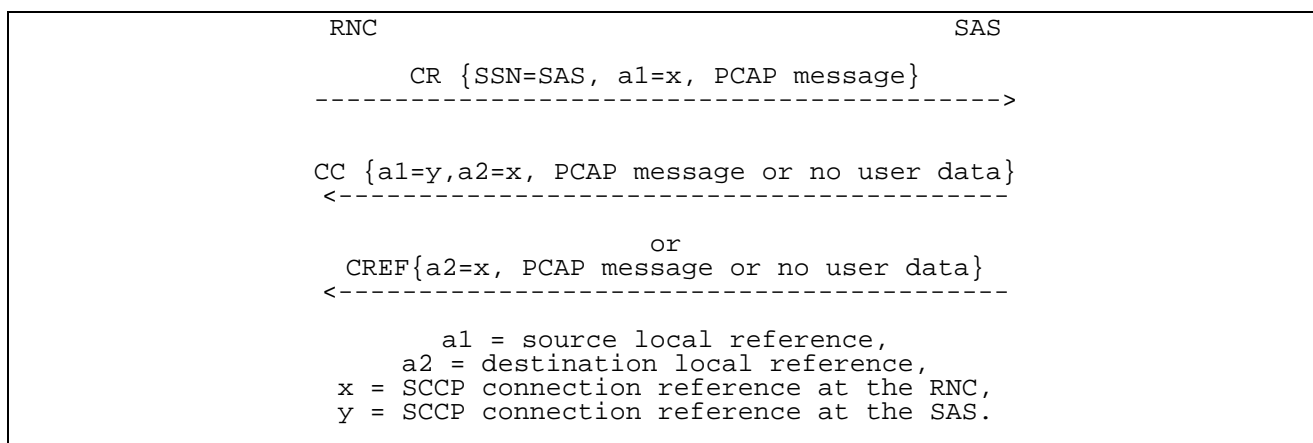 RNC SAS
CR {SSN=SAS, a1=x, PCAP message}
------------------------------------------->
CC {a1=y,a2=x, PCAP message or no user data}
<------------------------------------------
or
CREF{a2=x, PCAP message or no user data}
<------------------------------------------
a1 = source local reference,
a2 = destination local reference,
x = SCCP connection reference at the RNC,
y = SCCP connection reference at the SAS.